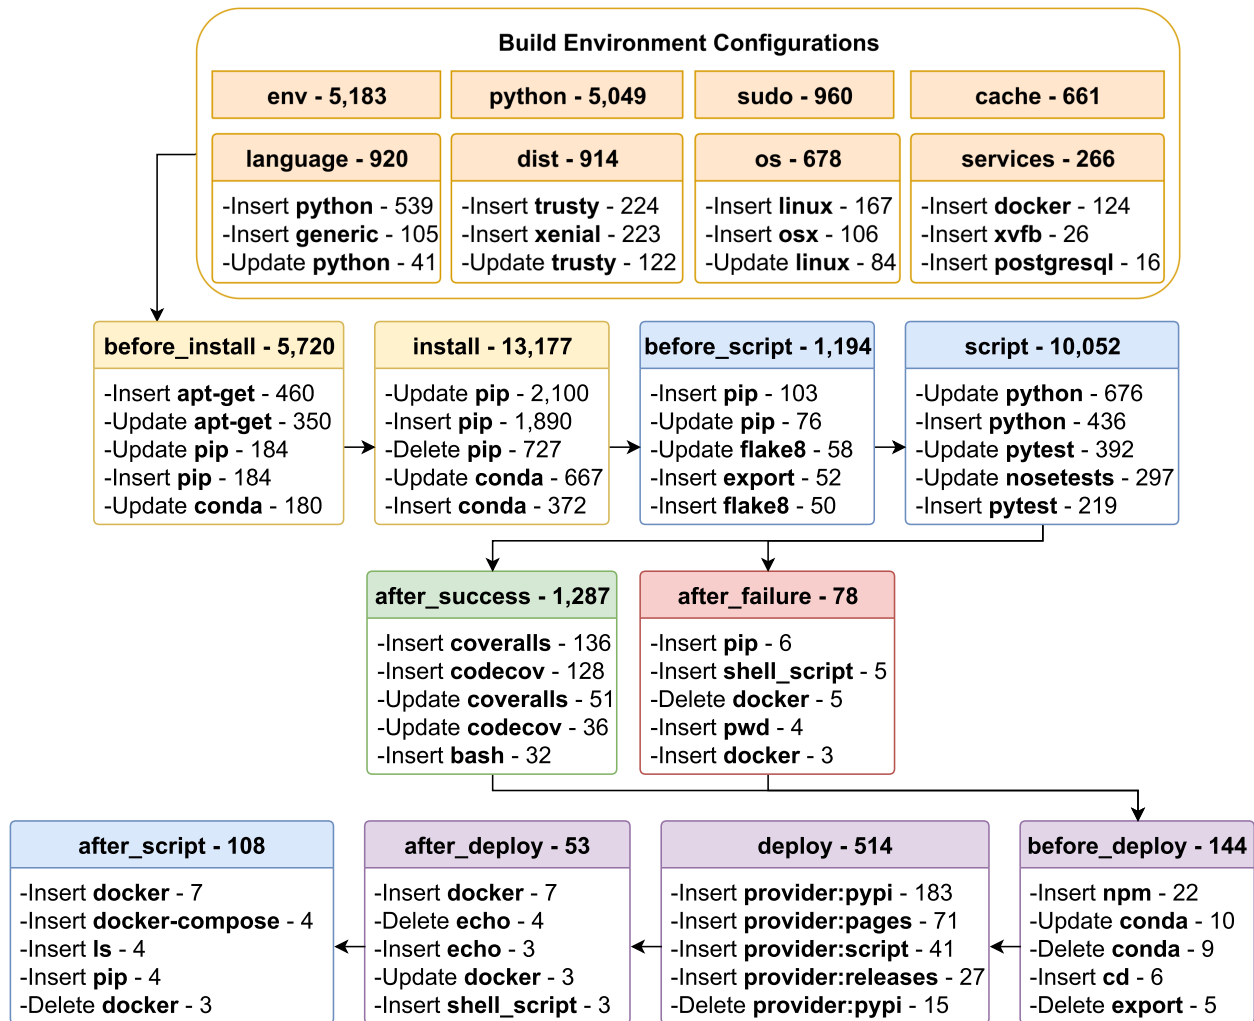 Build Environment Configurations
env - 5,183
python - 5,049
sudo - 960
cache - 661
language - 920
-Insert python - 539
-Insert generic - 105
-Update python - 41
dist - 914
-Insert trusty - 224
-Insert xenial - 223
-Update trusty - 122
os - 678
-Insert linux - 167
-Insert osx - 106
-Update linux - 84
services - 266
-Insert docker - 124
-Insert xvfb - 26
-Insert postgresql - 16
before_install - 5,720
-Insert apt-get - 460
-Update apt-get - 350
-Update pip - 184
-Insert pip - 184
-Update conda - 180
install - 13,177
-Update pip - 2,100
-Insert pip - 1,890
-Delete pip - 727
-Update conda - 667
-Insert conda - 372
before_script - 1,194
-Insert pip - 103
-Update pip - 76
-Update flake8 - 58
-Insert export - 52
-Insert flake8 - 50
script - 10,052
-Update python - 676
-Insert python - 436
-Update pytest - 392
-Update nosetests - 297
-Insert pytest - 219
after_success - 1,287
-Insert coveralls - 136
-Insert codecov - 128
-Update coveralls - 51
-Update codecov - 36
-Insert bash - 32
after_failure - 78
-Insert pip - 6
-Insert shell_script - 5
-Delete docker - 5
-Insert pwd - 4
-Insert docker - 3
after_script - 108
-Insert docker - 7
-Insert docker-compose - 4
-Insert ls - 4
-Insert pip - 4
-Delete docker - 3
after_deploy - 53
-Insert docker - 7
-Delete echo - 4
-Insert echo - 3
-Update docker - 3
-Insert shell_script - 3
deploy - 514
-Insert provider:pypi - 183
-Insert provider:pages - 71
-Insert provider:script - 41
-Insert provider:releases - 27
-Delete provider:pypi - 15
before_deploy - 144
-Insert npm - 22
-Update conda - 10
-Delete conda - 9
-Insert cd - 6
-Delete export - 5